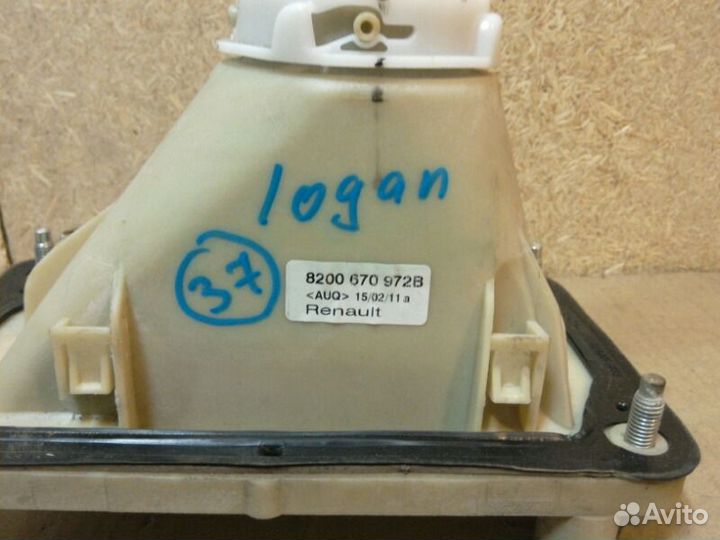 logan
37
8200 670 972B
<AUQ> 15/02/11 a
Renault
Avito